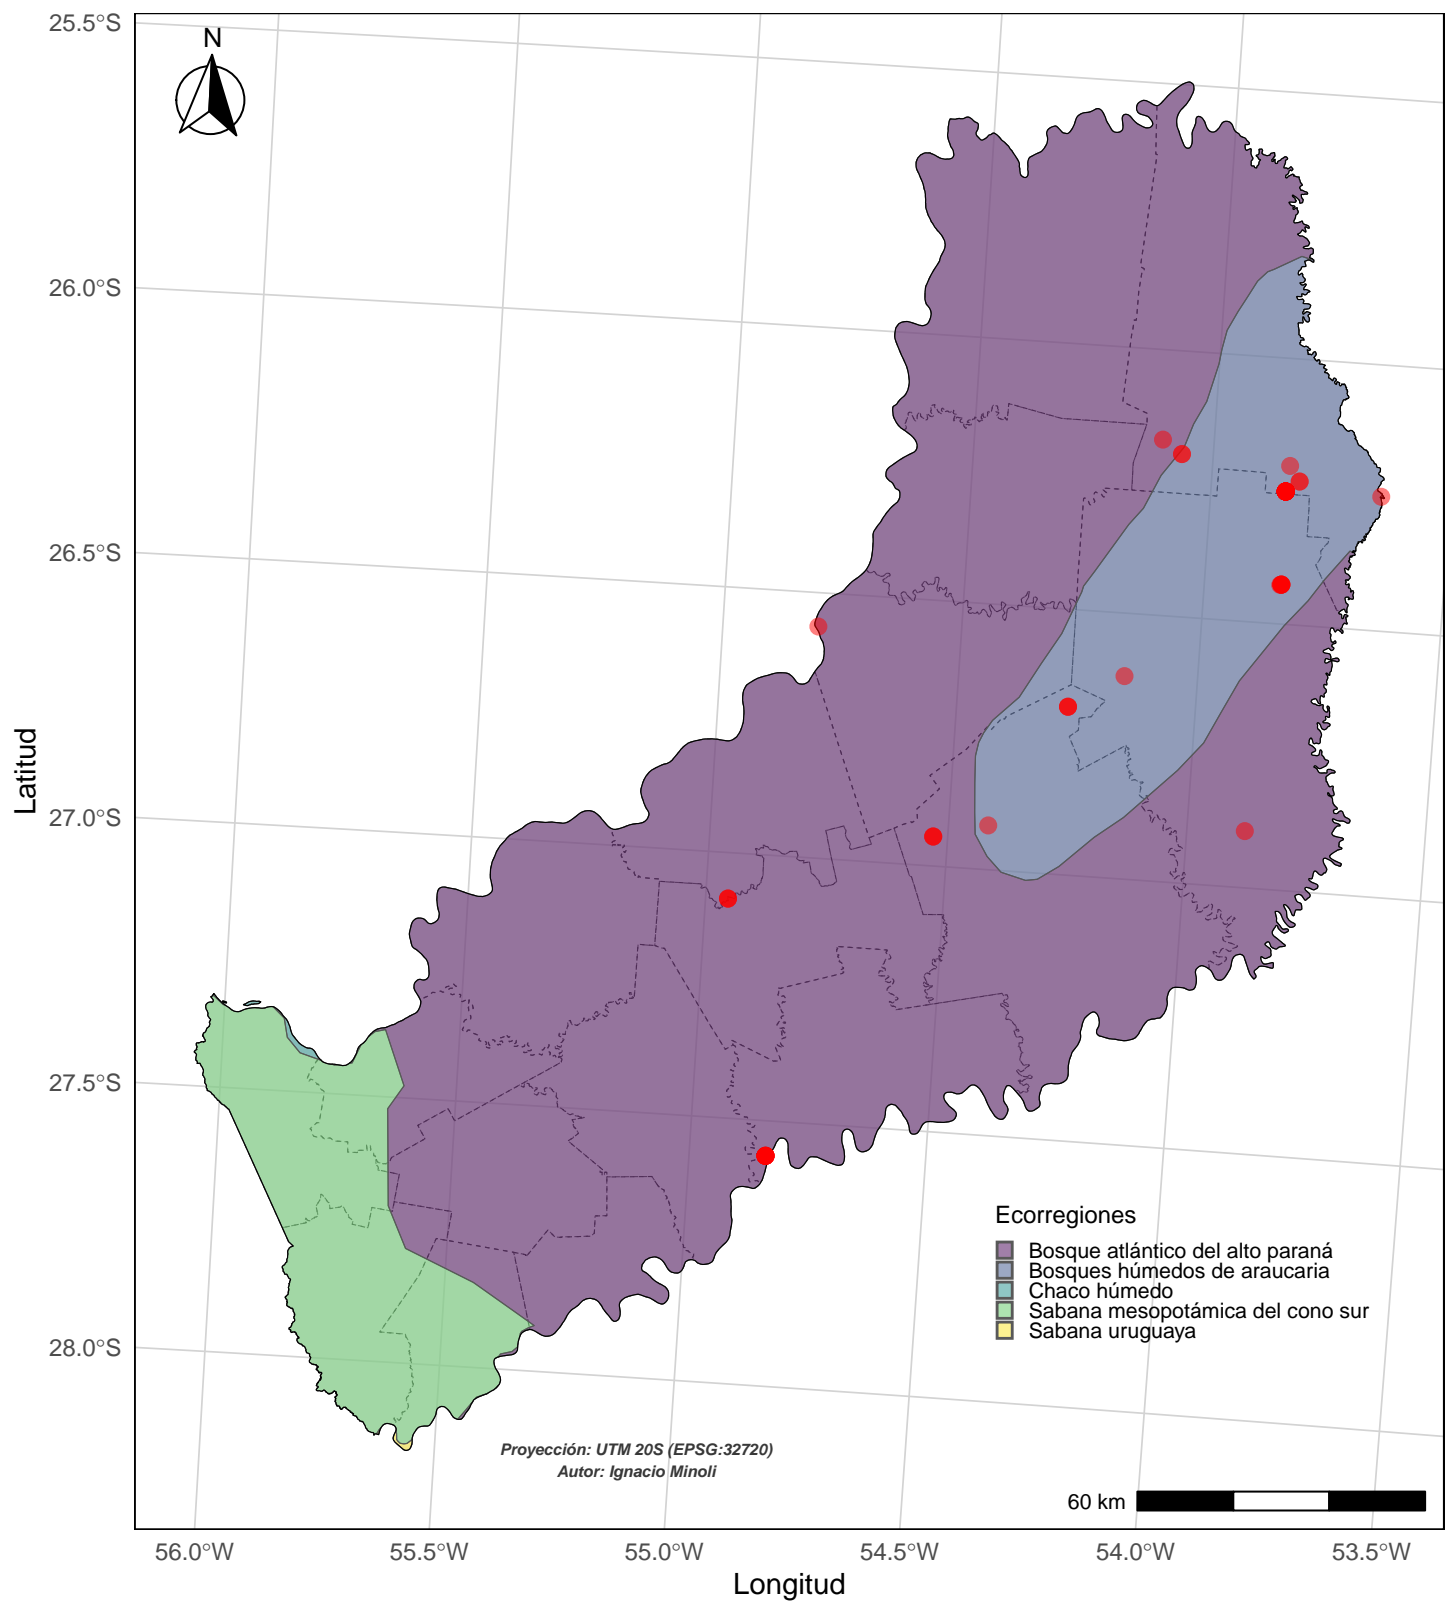 N
25.5°S
26.0°S
26.5°S
27.0°S
27.5°S
28.0°S
Latitud
Ecorregiones
Bosque atlántico del alto paraná
Bosques húmedos de araucaria
Chaco húmedo
Sabana mesopotámica del cono sur
Sabana uruguaya
Proyección: UTM 20S (EPSG:32720)
Autor: Ignacio Minoli
60 km
56.0°W
55.5°W
55.0°W
54.5°W
54.0°W
53.5°W
Longitud